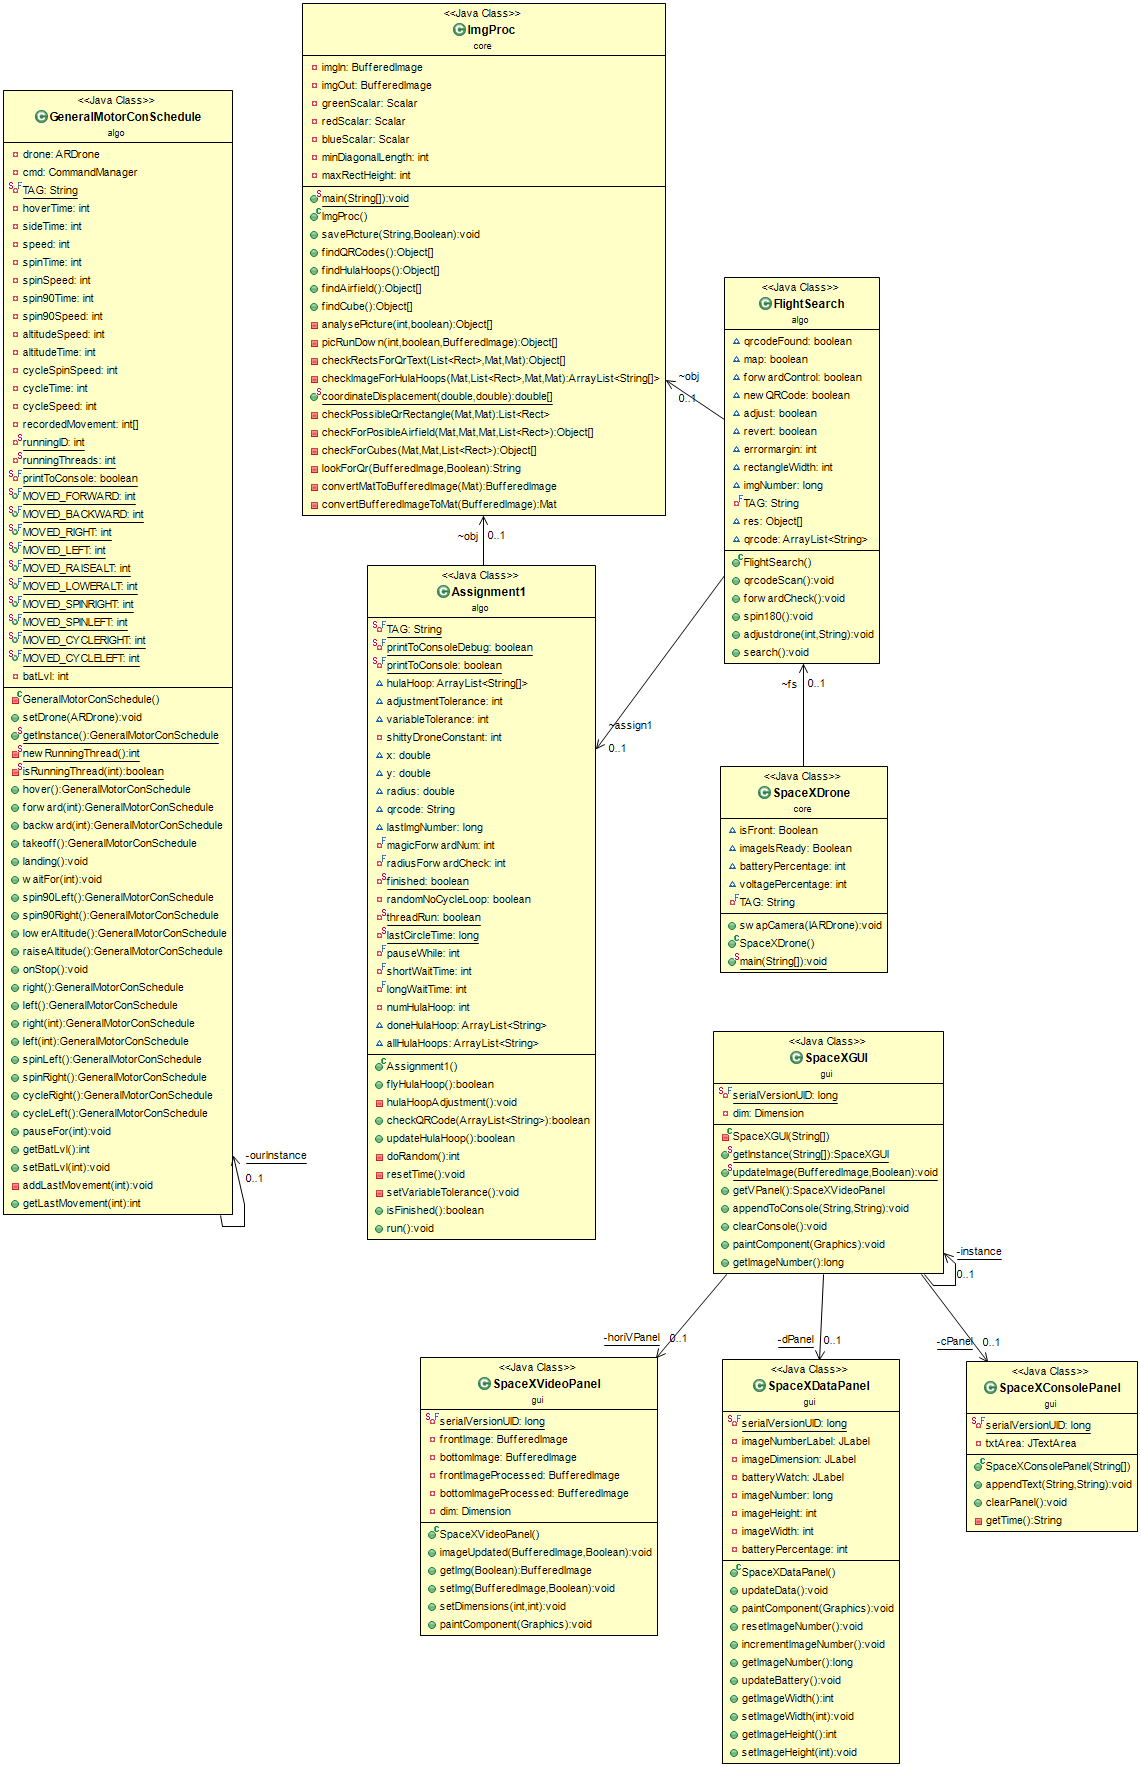 <<Java Class>>
ImgProc
core
imgIn: BufferedImage
imgOut: BufferedImage
greenScalar: Scalar
redScalar: Scalar
blueScalar: Scalar
minDiagonalLength: int
maxRectHeight: int
main(String[]):void
ImgProc()
savePicture(String,Boolean):void
findQRCodes():Object[]
findHulaHoops():Object[]
findAirfield():Object[]
findCube():Object[]
analysePicture(int,boolean):Object[]
picRunDown(int,boolean,BufferedImage):Object[]
checkRectsForQrText(List<Rect>,Mat,Mat):Object[]
checkImageForHulaHoops(Mat,List<Rect>,Mat,Mat):ArrayList<String[]>
coordinateDisplacement(double,double):double[]
checkPossibleQrRectangle(Mat,Mat):List<Rect>
checkForPosibleAirfield(Mat,Mat,Mat,List<Rect>):Object[]
checkForCubes(Mat,Mat,List<Rect>):Object[]
lookForQr(BufferedImage,Boolean):String
convertMatToBufferedImage(Mat):BufferedImage
convertBufferedImageToMat(BufferedImage):Mat
<<Java Class>>
GeneralMotorConSchedule
algo
drone: ARDrone
cmd: CommandManager
TAG: String
hoverTime: int
sideTime: int
speed: int
spinTime: int
spinSpeed: int
spin90Time: int
spin90Speed: int
altitudeSpeed: int
altitudeTime: int
cycleSpinSpeed: int
cycleTime: int
cycleSpeed: int
recordedMovement: int[]
runningID: int
runningThreads: int
printToConsole: boolean
MOVED_FORWARD: int
MOVED_BACKWARD: int
MOVED_RIGHT: int
MOVED_LEFT: int
MOVED_RAISEALT: int
MOVED_LOWERALT: int
MOVED_SPINRIGHT: int
MOVED_SPINLEFT: int
MOVED_CYCLERIGHT: int
MOVED_CYCLELEFT: int
batLvl: int
GeneralMotorConSchedule()
setDrone(ARDrone):void
getInstance():GeneralMotorConSchedule
newRunningThread():int
isRunningThread(int):boolean
hover():GeneralMotorConSchedule
forward(int):GeneralMotorConSchedule
backward(int):GeneralMotorConSchedule
takeoff():GeneralMotorConSchedule
landing():void
waitFor(int):void
spin90Left():GeneralMotorConSchedule
spin90Right():GeneralMotorConSchedule
lowerAltitude():GeneralMotorConSchedule
raiseAltitude():GeneralMotorConSchedule
onStop():void
right():GeneralMotorConSchedule
left():GeneralMotorConSchedule
right(int):GeneralMotorConSchedule
left(int):GeneralMotorConSchedule
spinLeft():GeneralMotorConSchedule
spinRight():GeneralMotorConSchedule
cycleRight():GeneralMotorConSchedule
cycleLeft():GeneralMotorConSchedule
pauseFor(int):void
getBatLvl():int
setBatLvl(int):void
addLastMovement(int):void
getLastMovement(int):int
-ourInstance
0..1
<<Java Class>>
FlightSearch
algo
qrcodeFound: boolean
map: boolean
forwardControl: boolean
newQRCode: boolean
adjust: boolean
revert: boolean
errormargin: int
rectangleWidth: int
imgNumber: long
TAG: String
res: Object[]
qrcode: ArrayList<String>
FlightSearch()
qrcodeScan():void
forwardCheck():void
spin180():void
adjustdrone(int,String):void
search():void
~obj
0..1
~obj
0..1
~assign1
0..1
~fs
0..1
<<Java Class>>
Assignment1
algo
TAG: String
printToConsoleDebug: boolean
printToConsole: boolean
hulaHoop: ArrayList<String[]>
adjustmentTolerance: int
variableTolerance: int
shittyDroneConstant: int
x: double
y: double
radius: double
qrcode: String
lastImgNumber: long
magicForwardNum: int
radiusForwardCheck: int
finished: boolean
randomNoCycleLoop: boolean
threadRun: boolean
lastCircleTime: long
pauseWhile: int
shortWaitTime: int
longWaitTime: int
numHulaHoop: int
doneHulaHoop: ArrayList<String>
allHulaHoops: ArrayList<String>
Assignment1()
flyHulaHoop():boolean
hulaHoopAdjustment():void
checkQRCode(ArrayList<String>):boolean
updateHulaHoop():boolean
doRandom():int
resetTime():void
setVariableTolerance():void
isFinished():boolean
run():void
<<Java Class>>
SpaceXDrone
core
isFront: Boolean
imageIsReady: Boolean
batteryPercentage: int
voltagePercentage: int
TAG: String
swapCamera(IARDrone):void
SpaceXDrone()
main(String[]):void
<<Java Class>>
SpaceXGUI
gui
serialVersionUID: long
dim: Dimension
SpaceXGUI(String[])
getInstance(String[]):SpaceXGUI
updateImage(BufferedImage,Boolean):void
getVPanel():SpaceXVideoPanel
appendToConsole(String,String):void
clearConsole():void
paintComponent(Graphics):void
getImageNumber():long
-instance
0..1
-horiVPanel
0..1
-dPanel
0..1
-cPanel
0..1
<<Java Class>>
SpaceXVideoPanel
gui
serialVersionUID: long
frontImage: BufferedImage
bottomImage: BufferedImage
frontImageProcessed: BufferedImage
bottomImageProcessed: BufferedImage
dim: Dimension
SpaceXVideoPanel()
imageUpdated(BufferedImage,Boolean):void
getImg(Boolean):BufferedImage
setImg(BufferedImage,Boolean):void
setDimensions(int,int):void
paintComponent(Graphics):void
<<Java Class>>
SpaceXDataPanel
gui
serialVersionUID: long
imageNumberLabel: JLabel
imageDimension: JLabel
batteryWatch: JLabel
imageNumber: long
imageHeight: int
imageWidth: int
batteryPercentage: int
SpaceXDataPanel()
updateData():void
paintComponent(Graphics):void
resetImageNumber():void
incrementImageNumber():void
getImageNumber():long
updateBattery():void
getImageWidth():int
setImageWidth(int):void
getImageHeight():int
setImageHeight(int):void
<<Java Class>>
SpaceXConsolePanel
gui
serialVersionUID: long
txtArea: JTextArea
SpaceXConsolePanel(String[])
appendText(String,String):void
clearPanel():void
getTime():String